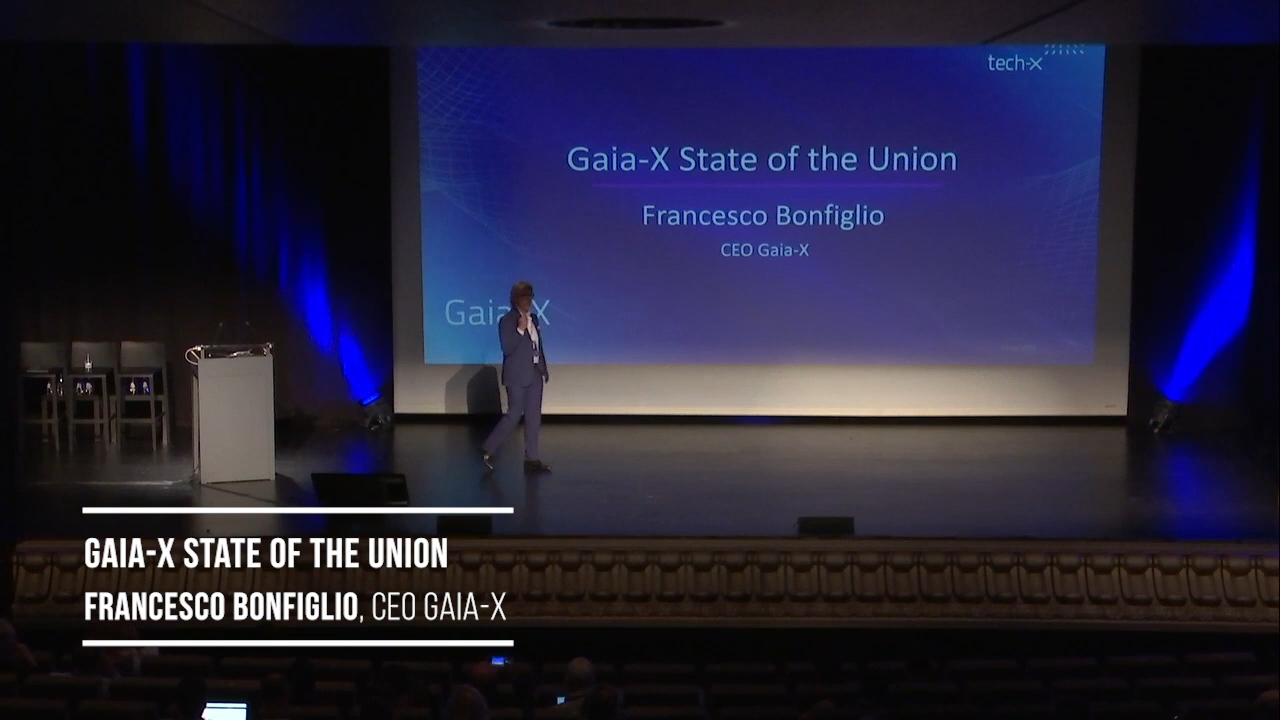 tech-x
Gaia-X State of the Union
Francesco Bonfiglio
CEO Gaia-X
Gaia-X
GAIA-X STATE OF THE UNION
FRANCESCO BONFIGLIO, CEO GAIA-X